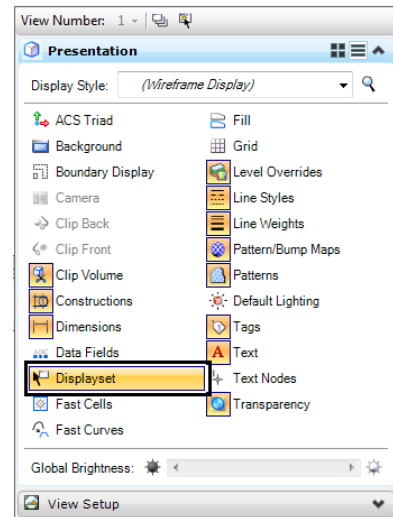 View Number: 1
Presentation
Display Style: (Wireframe Display)
ACS Triad
Fill
Background
Grid
Boundary Display
Level Overrides
Camera
Line Styles
Clip Back
Line Weights
Clip Front
Pattern/Bump Maps
Clip Volume
Patterns
Constructions
Default Lighting
Dimensions
Tags
Data Fields
A Text
Displayset
Text Nodes
Fast Cells
Transparency
Fast Curves
Global Brightness:
View Setup